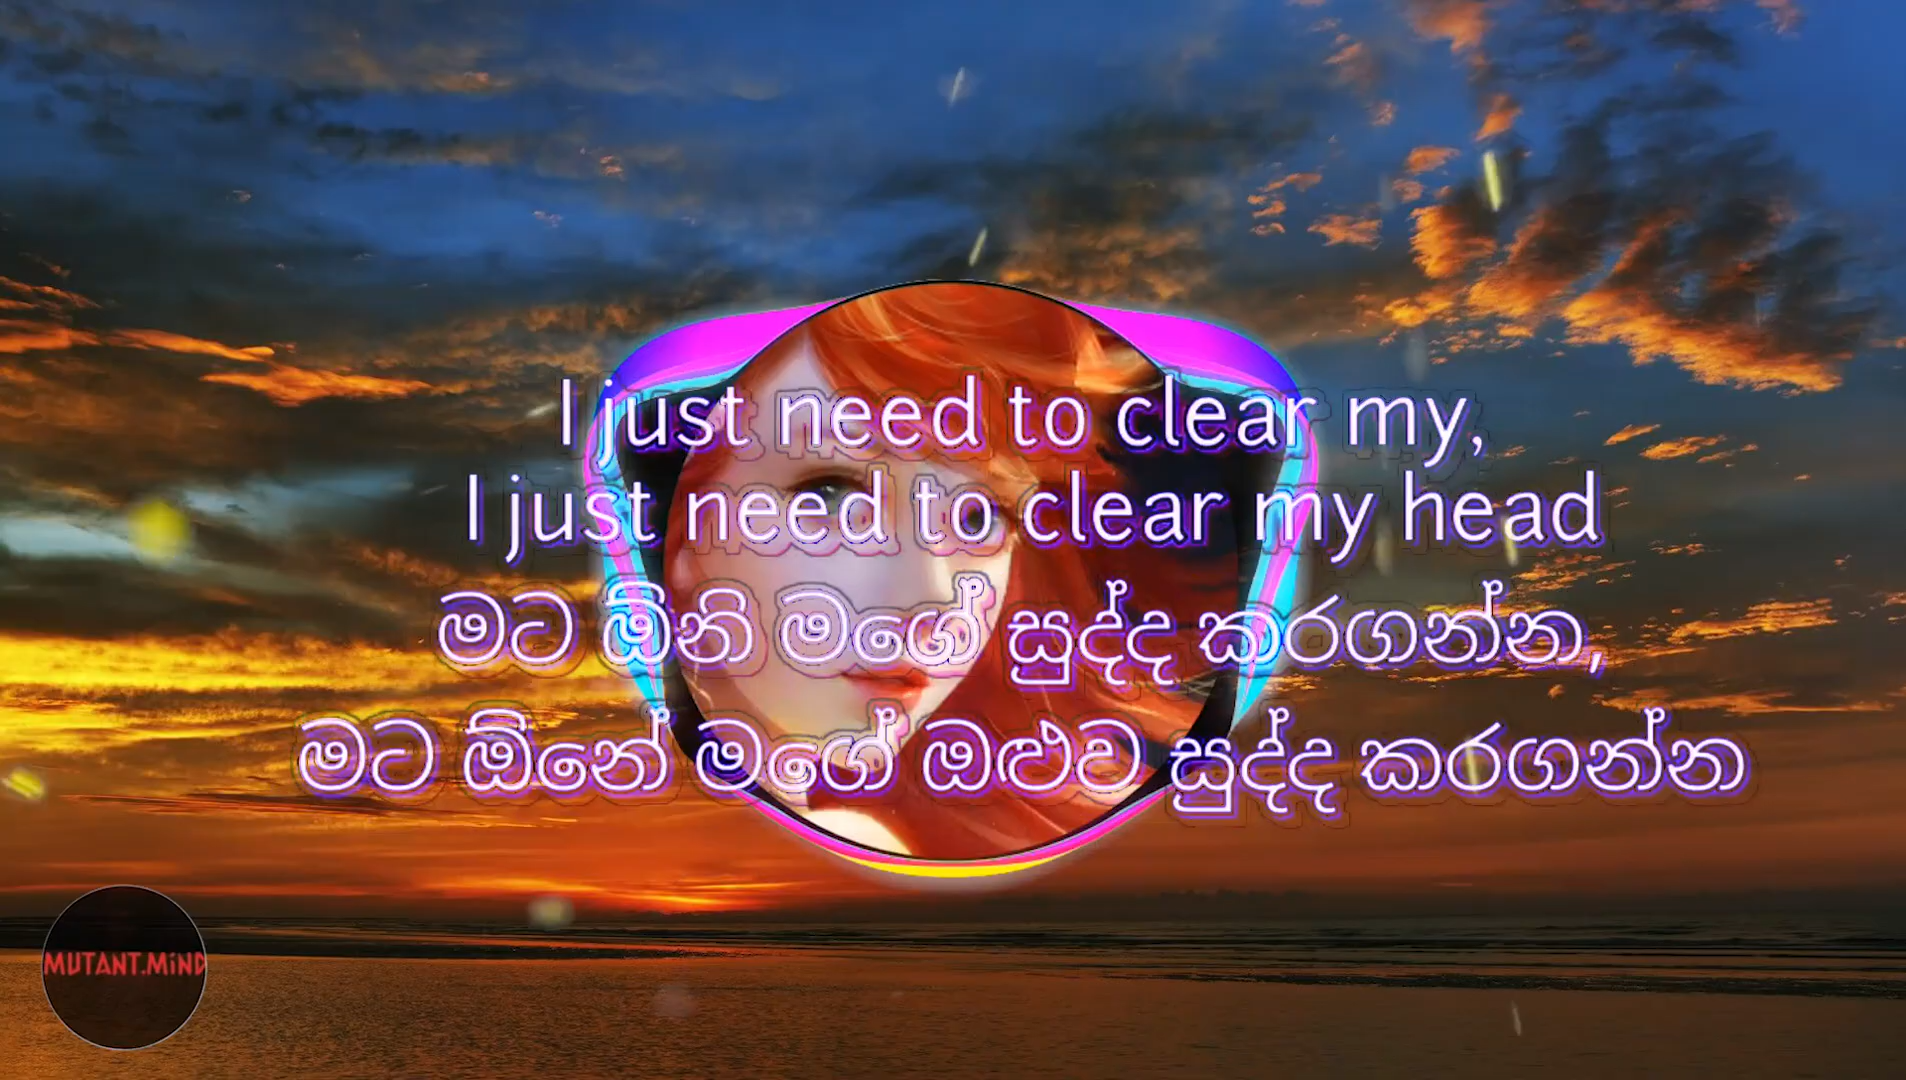 I just need to clear my,
I just need to clear my head
මට ඕනි මගේ සුද්ද කරගන්න,
මට ඕනේ මගේ ඔළුව සුද්ද කරගන්න
MUTANT.MiND